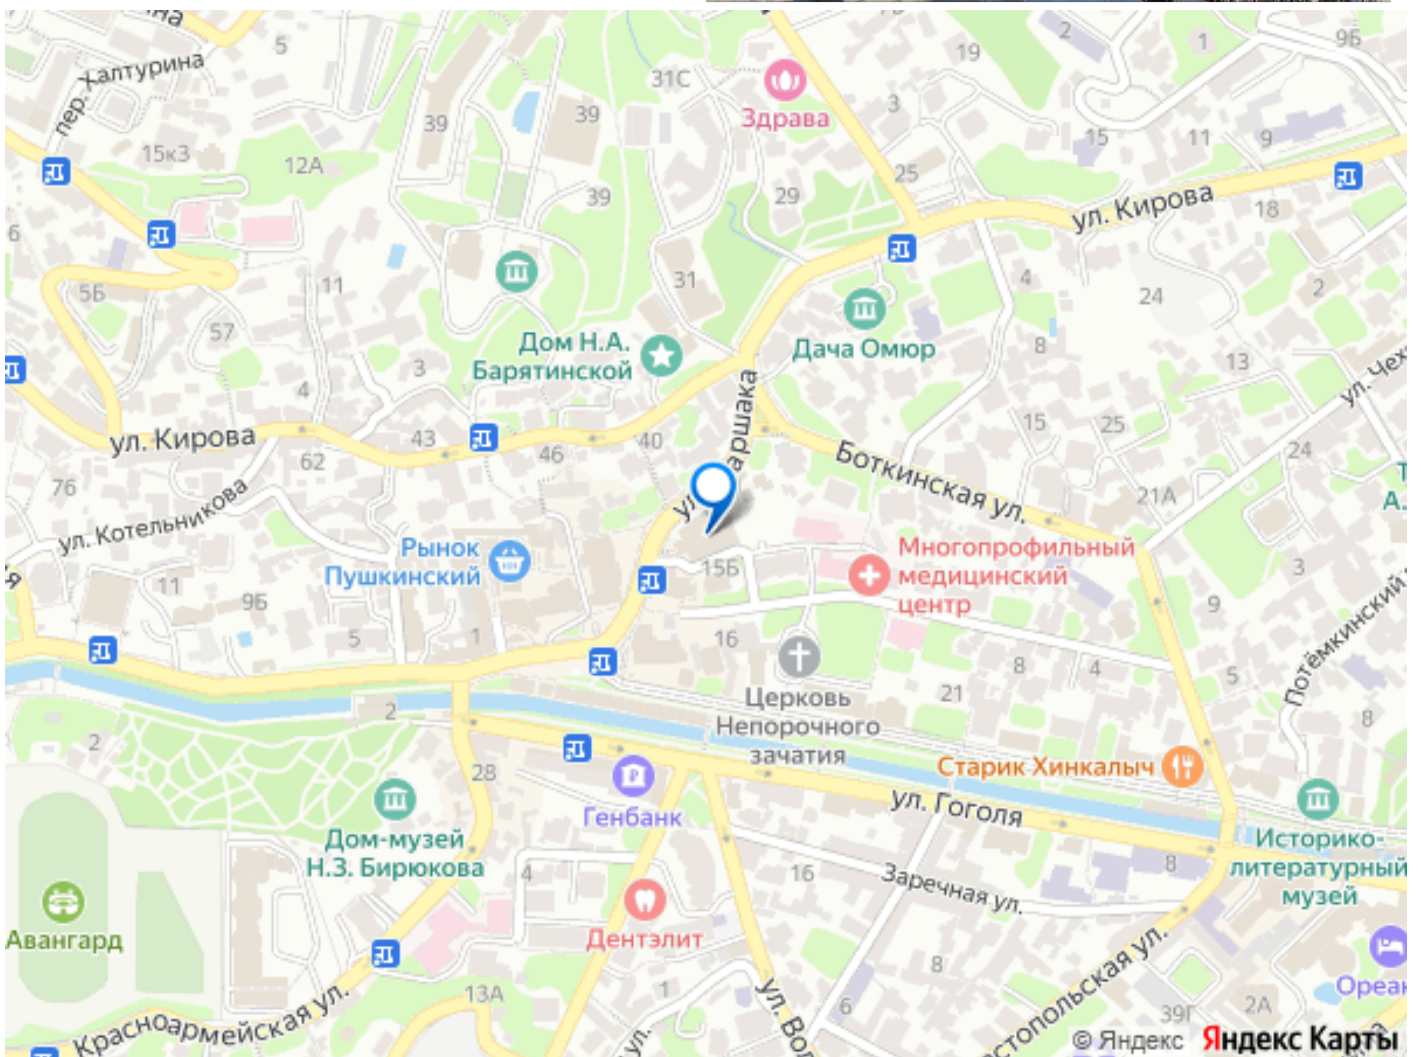 5
2
1
9Б
пер. Халтурина
19
31С
39
39
Здрава
3
15
11
9
15к3
12А
25
39
29
ул. Кирова
18
6
11
5Б
31
4
24
2
57
Дом Н.А.
Барятинской
Дача Омюр
8
13
3
4
ул. Кирова
43
46
40
62
15
25
24
76
Боткинская ул.
21А
ул. Котельникова
Рынок
Пушкинский
15Б
Многопрофильный
медицинский
центр
11
9Б
5
1
16
3
9
Потёмкинский
8
4
21
8
Церковь
Непорочного
зачатия
2
2
28
Генбанк
Старик Хинкалыч
ул. Гоголя
Дом-музей
Н.З. Бирюкова
4
16
8
Историко-
литературный
музей
Заречная ул.
Авангард
Дентэлит
8
13А
1
6
39Г
2А
Красноармейская ул.
© Яндекс Яндекс Карты